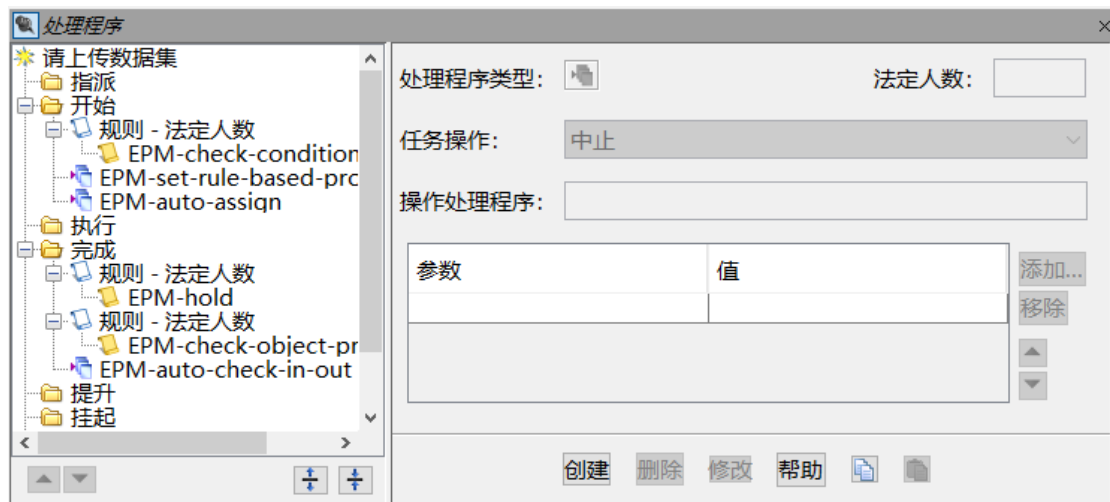 处理程序
请上传数据集
指派
开始
规则 - 法定人数
EPM-check-condition
EPM-set-rule-based-pro
EPM-auto-assign
执行
完成
规则 - 法定人数
EPM-hold
规则 - 法定人数
EPM-check-object-pr
EPM-auto-check-in-out
提升
挂起
处理程序类型:
法定人数:
任务操作:
中止
操作处理程序:
参数 值
添加...
移除
创建 删除 修改 帮助